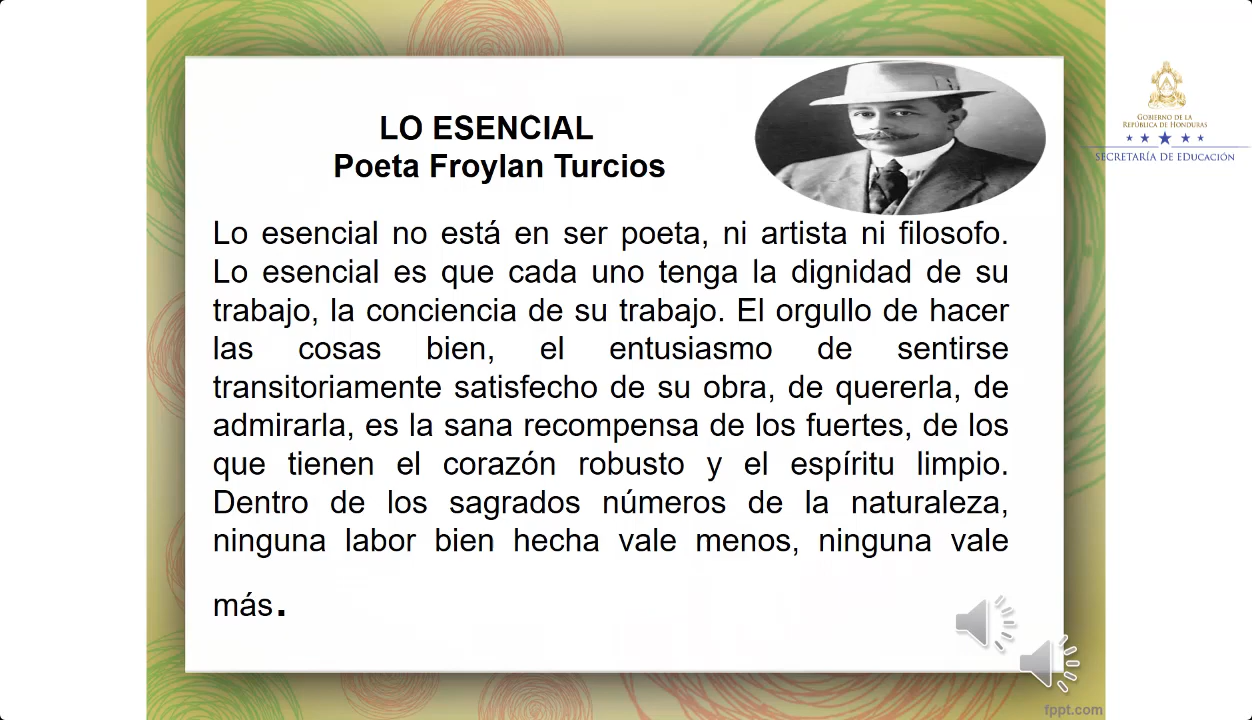 LO ESENCIAL
Poeta Froylan Turcios
GOBIERNO DE LA
REPÚBLICA DE HONDURAS
SECRETARÍA DE EDUCACIÓN
Lo esencial no está en ser poeta, ni artista ni filosofo.
Lo esencial es que cada uno tenga la dignidad de su
trabajo, la conciencia de su trabajo. El orgullo de hacer
las cosas bien, el entusiasmo de sentirse
transitoriamente satisfecho de su obra, de quererla, de
admirarla, es la sana recompensa de los fuertes, de los
que tienen el corazón robusto y el espíritu limpio.
Dentro de los sagrados números de la naturaleza,
ninguna labor bien hecha vale menos, ninguna vale
más.
fppt.com